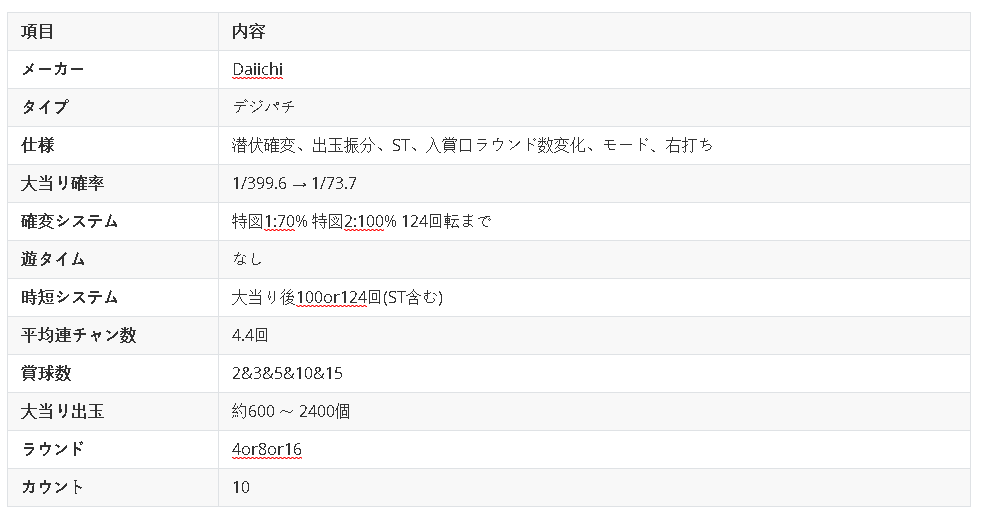 項目 内容
メーカー Daiichi
タイプ デジパチ
仕様 潜伏確変、出玉振分、ST、入賞口ラウンド数変化、モード、右打ち
大当り確率 1/399.6 → 1/73.7
確変システム 特図1:70% 特図2:100% 124回転まで
遊タイム なし
時短システム 大当り後100or124回(ST含む)
平均連チャン数 4.4回
賞球数 2&3&5&10&15
大当り出玉 約600 ～ 2400個
ラウンド 4or8or16
カウント 10